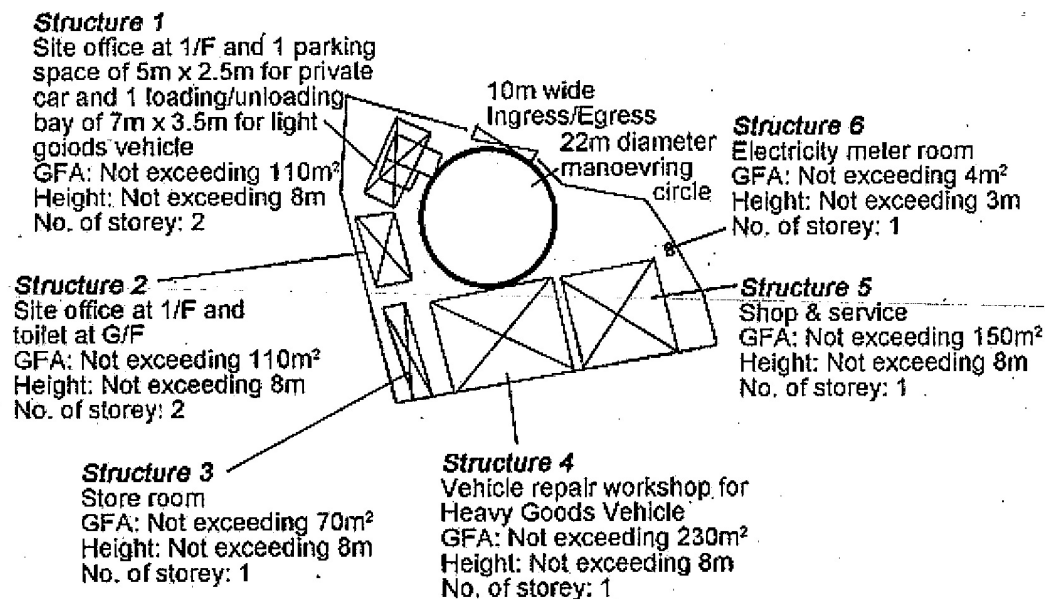 Structure 1
Site office at 1/F and 1 parking
space of 5m x 2.5m for private
car and 1 loading/unloading
bay of 7m x 3.5m for light
goiods vehicle
GFA: Not exceeding 110m²
Height: Not exceeding 8m
No. of storey: 2
10m wide
Ingress/Egress
22m diameter
manoevring
circle
Structure 6
Electricity meter room
GFA: Not exceeding 4m²
Height: Not exceeding 3m
No. of storey: 1
Structure 2
Site office at 1/F and
toilet at G/F
GFA: Not exceeding 110m²
Height: Not exceeding 8m
No. of storey: 2
Structure 5
Shop & service
GFA: Not exceeding 150m²
Height: Not exceeding 8m
No. of storey: 1
Structure 3
Store room
GFA: Not exceeding 70m²
Height: Not exceeding 8m
No. of storey: 1
Structure 4
Vehicle repair workshop for
Heavy Goods Vehicle
GFA: Not exceeding 230m²
Height: Not exceeding 8m
No. of storey: 1